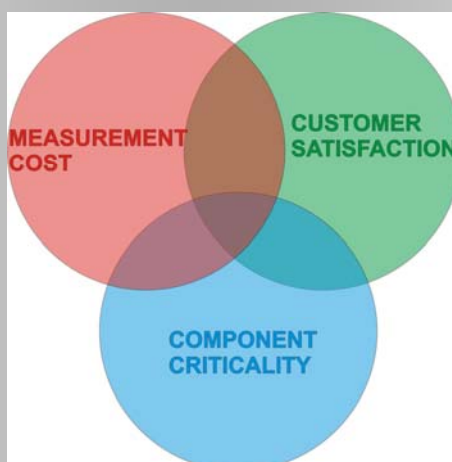 MEASUREMENT
COST
CUSTOMER
SATISFACTION
COMPONENT
CRITICALITY